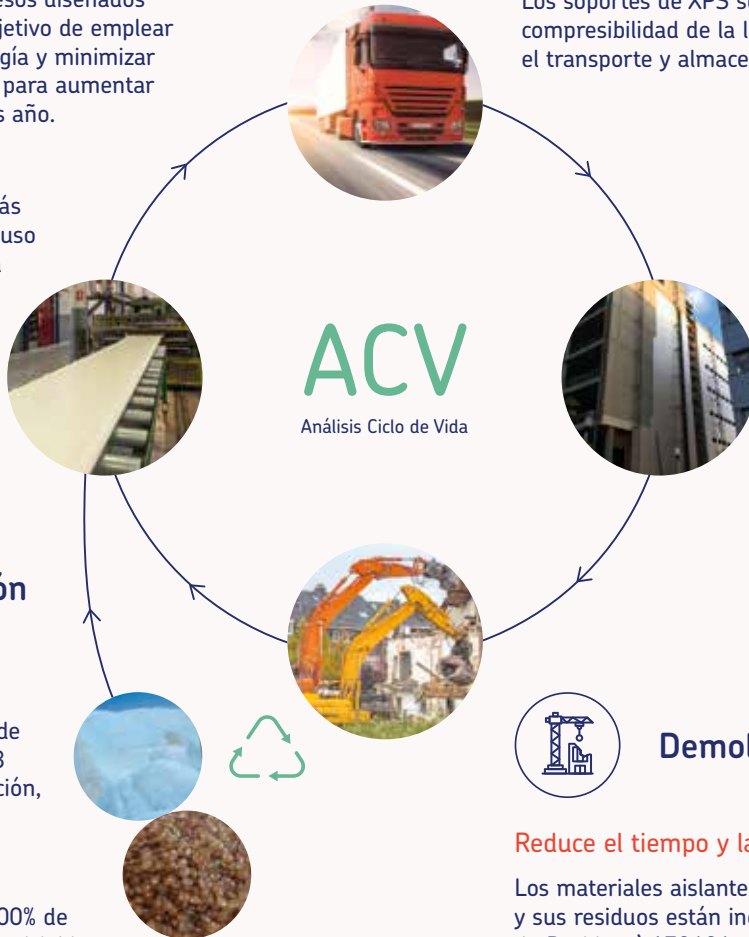 esos diseñados
jetivo de emplear
gía y minimizar
para aumentar
s año.
ás
uso
Los soportes de XPS s
compresibilidad de la l
el transporte y almace
ACV
Análisis Ciclo de Vida
ón
de
3
ción,
00% de
Demol
Reduce el tiempo y la
Los materiales aislante
y sus residuos están in